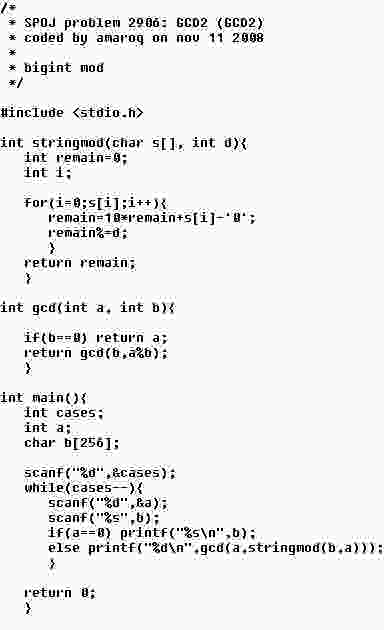 /*
 * SPOJ problem 2906: GCD2 (GCD2)
 * coded by amaroq on nov 11 2008
 *
 * bigint mod
 */

#include <stdio.h>

int stringmod(char s[], int d){
   int remain=0;
   int i;

   for(i=0;s[i];i++){
      remain=10*remain+s[i]-'0';
      remain%=d;
      }
   return remain;
   }

int gcd(int a, int b){

   if(b==0) return a;
   return gcd(b,a%b);
   }

int main(){
   int cases;
   int a;
   char b[256];

   scanf("%d",&cases);
   while(cases--){
      scanf("%d",&a);
      scanf("%s",b);
      if(a==0) printf("%s\n",b);
      else printf("%d\n",gcd(a,stringmod(b,a)));
      }

   return 0;
   }